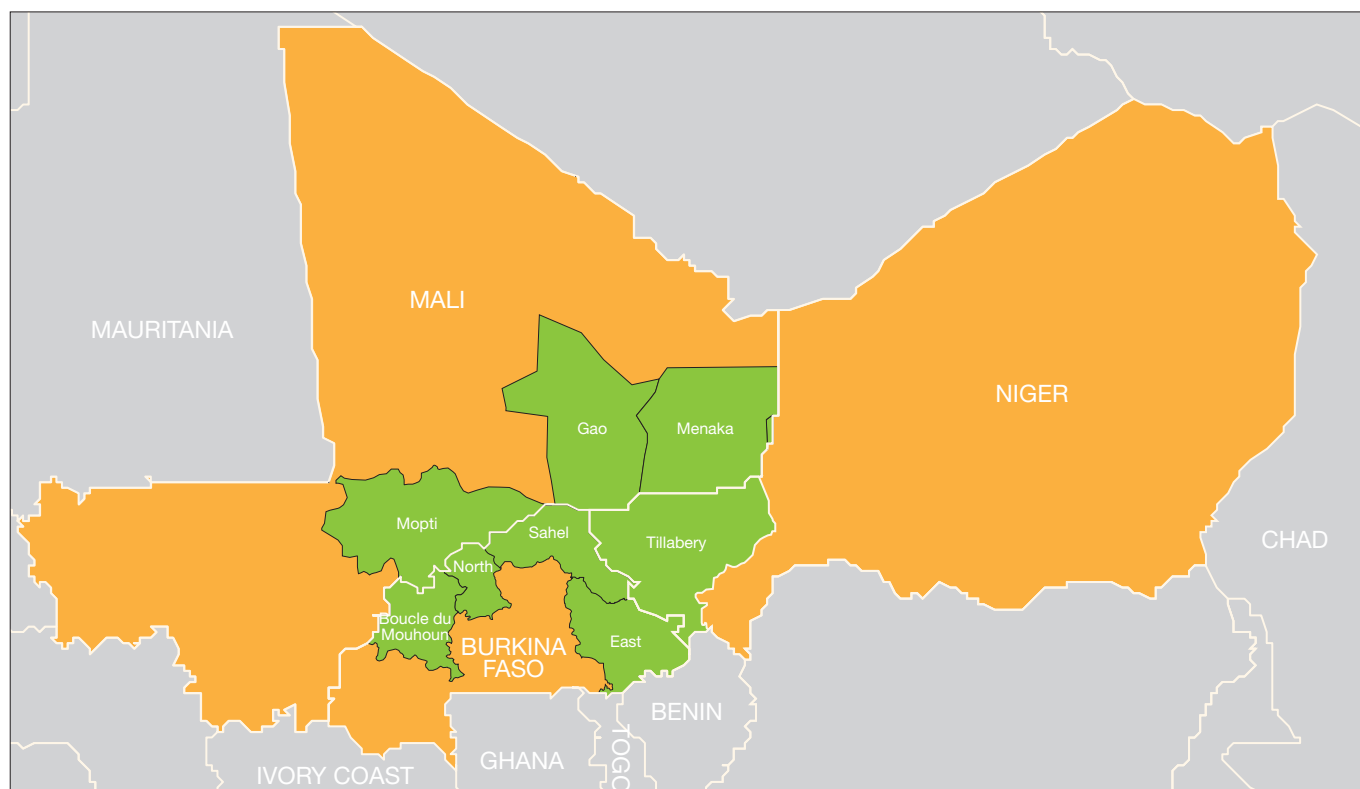 MALI
MAURITANIA
NIGER
Gao
Menaka
Mopti
Sahel
Tillabery
CHAD
North
Boucle du
Mouhoun
East
BURKINA
FASO
BENIN
TOGO
GHANA
IVORY COAST